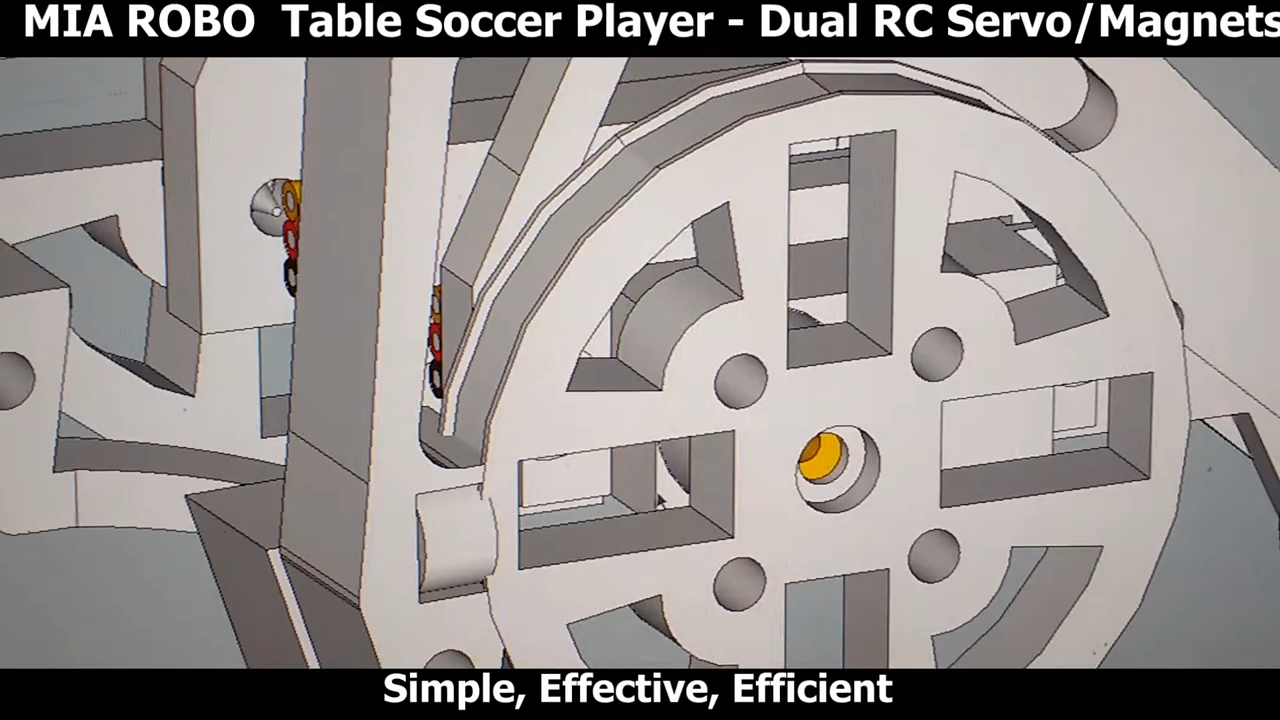 MIA ROBO  Table Soccer Player - Dual RC Servo/Magnets
Simple, Effective, Efficient